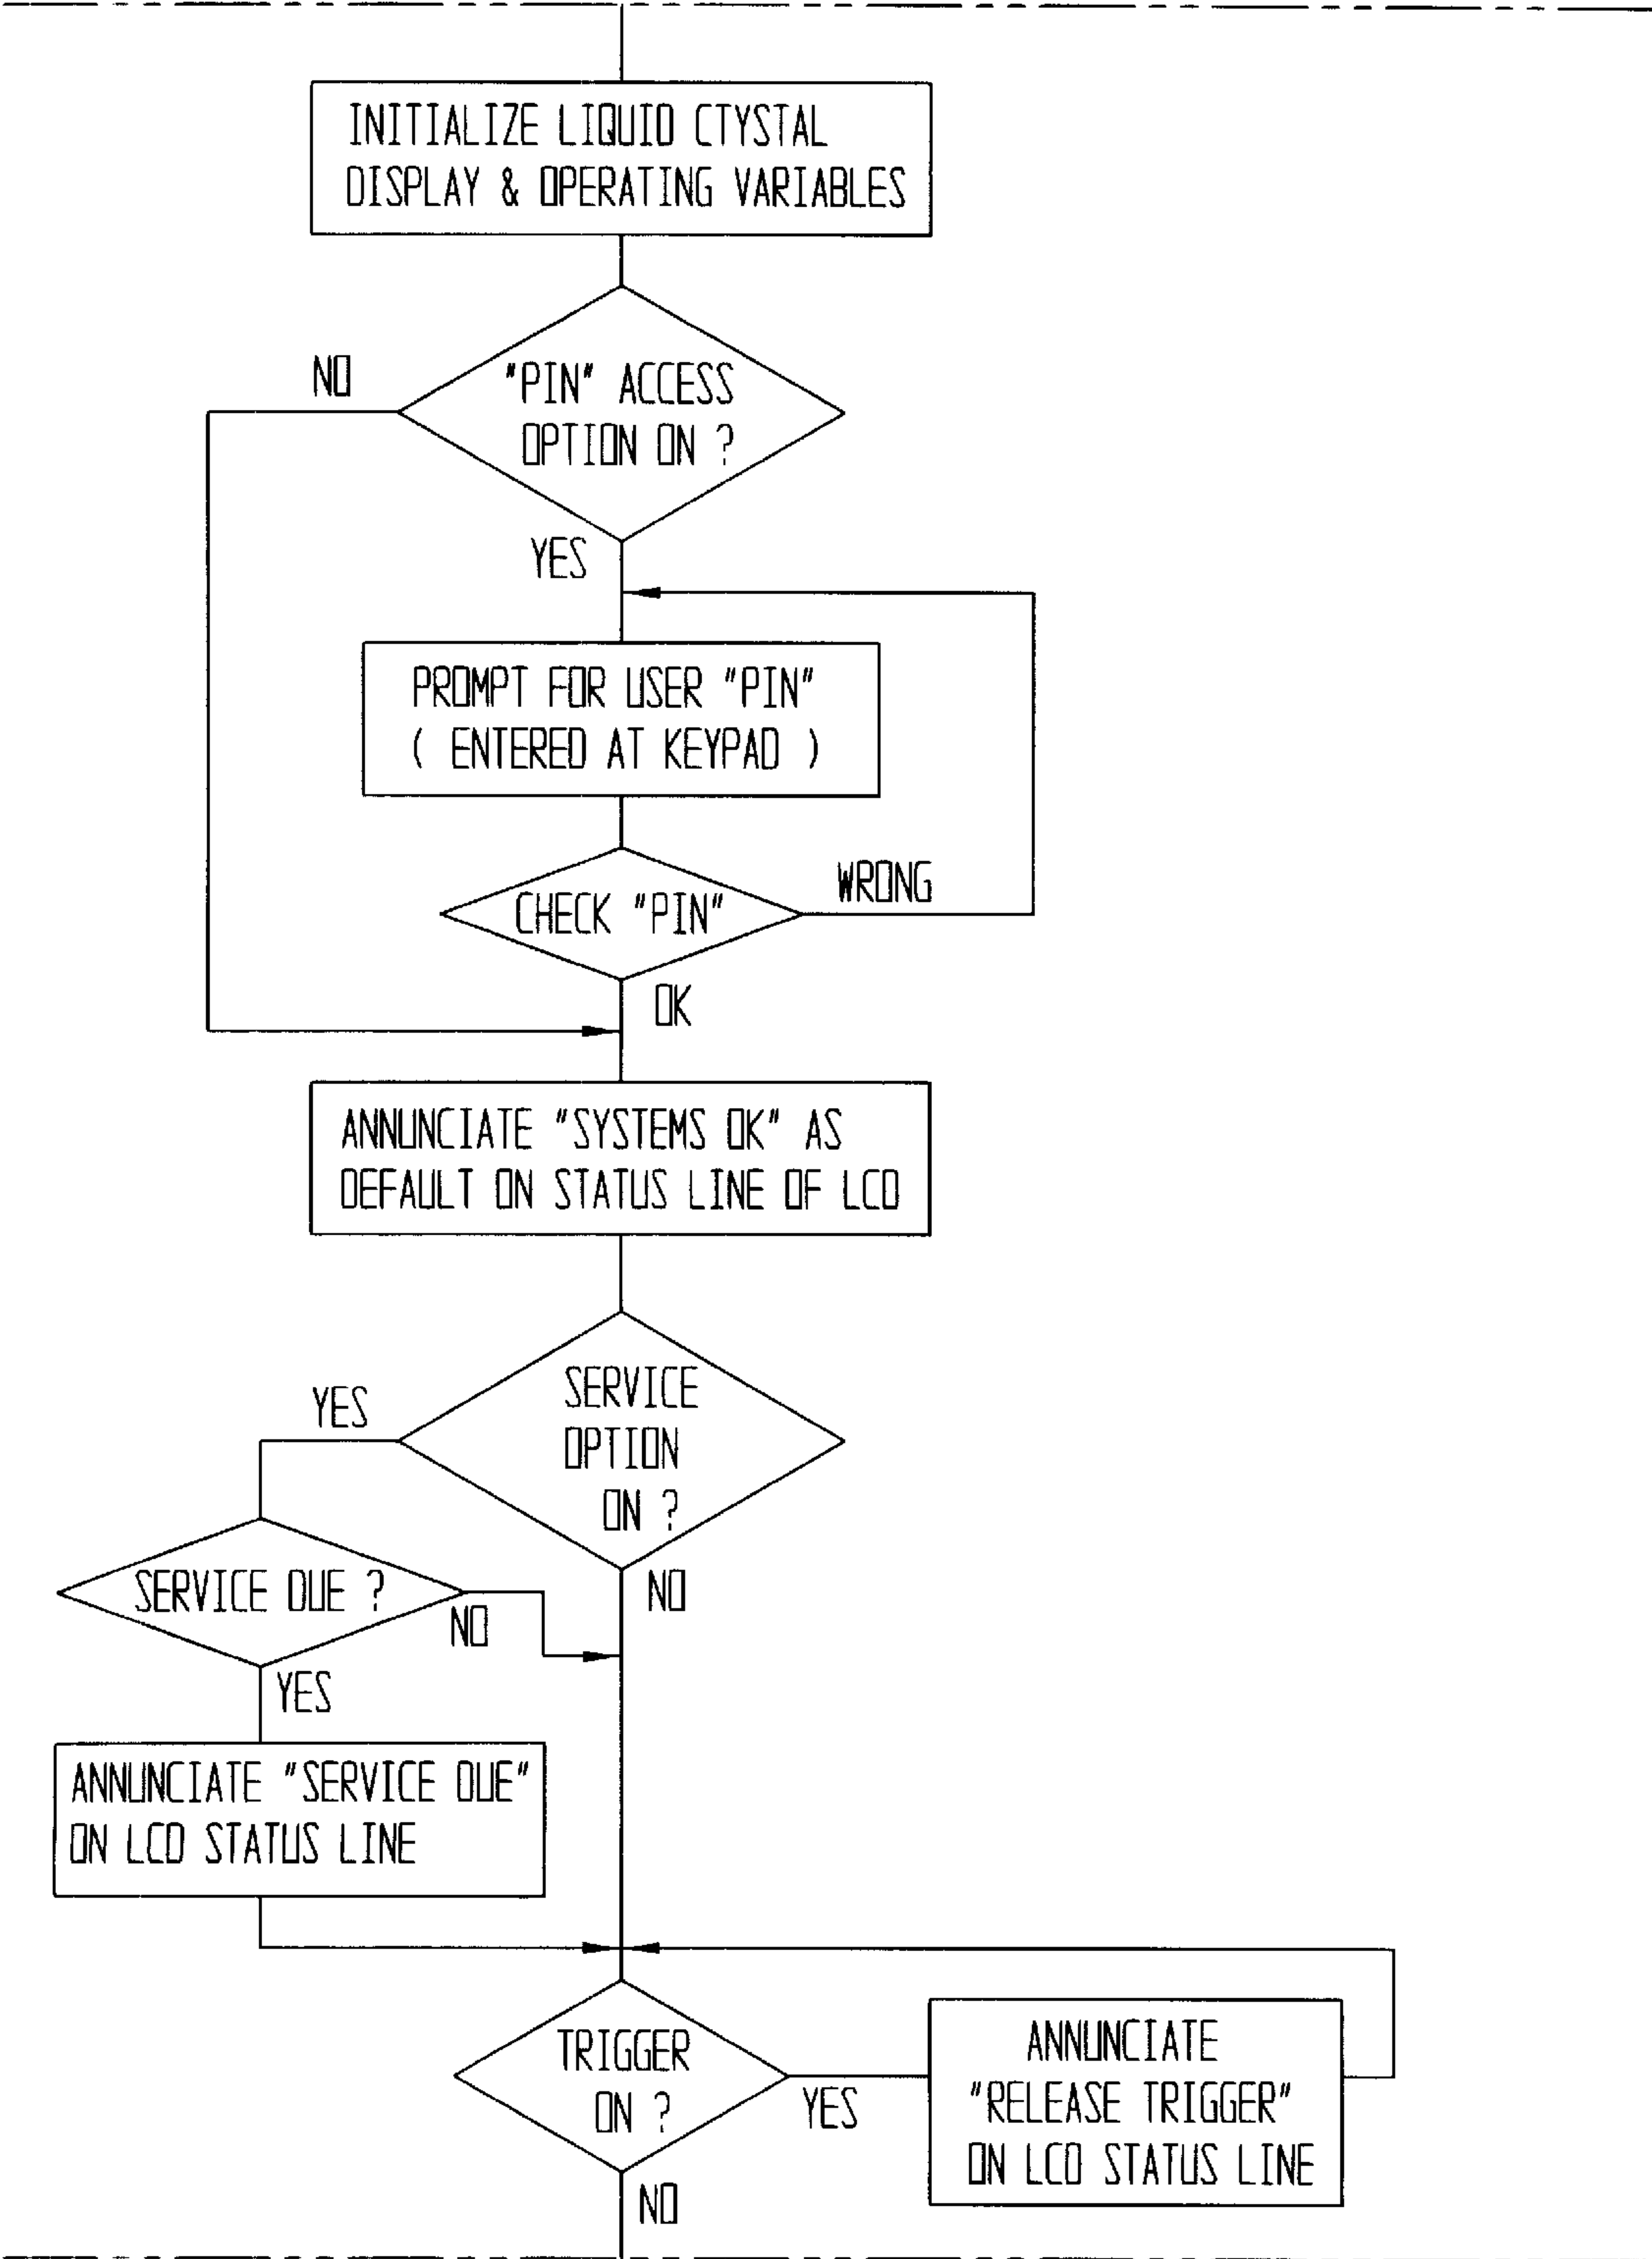 INITIALIZE LIQUID CTYSTAL
DISPLAY & OPERATING VARIABLES
NO
"PIN" ACCESS
OPTION ON ?
YES
PROMPT FOR USER "PIN"
( ENTERED AT KEYPAD )
CHECK "PIN"
WRONG
OK
ANNUNCIATE "SYSTEMS OK" AS
DEFAULT ON STATUS LINE OF LCD
YES
SERVICE
OPTION
ON ?
NO
SERVICE DUE ?
NO
YES
ANNUNCIATE "SERVICE DUE"
ON LCD STATUS LINE
TRIGGER
ON ?
YES
ANNUNCIATE
"RELEASE TRIGGER"
ON LCD STATUS LINE
NO